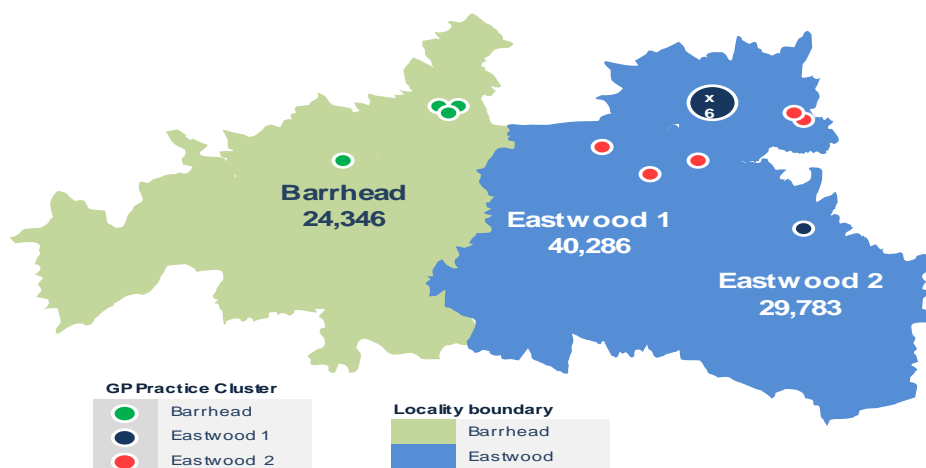 x
6
Barrhead
24,346
Eastwood 1
40,286
Eastwood 2
29,783
GP Practice Cluster
Barrhead
Eastwood 1
Eastwood 2
Locality boundary
Barrhead
Eastwood